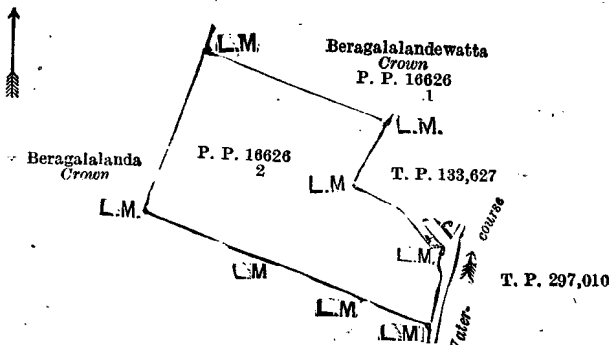 L.M
Beragalalandewatta
Crown
P. P. 16626
1
L.M.
P. P. 16626
2
Beragalalanda
Crown
L.M
T. P. 133,627
L.M.
course
L.M.
L.M
T. P. 297,010
L.M
L.M